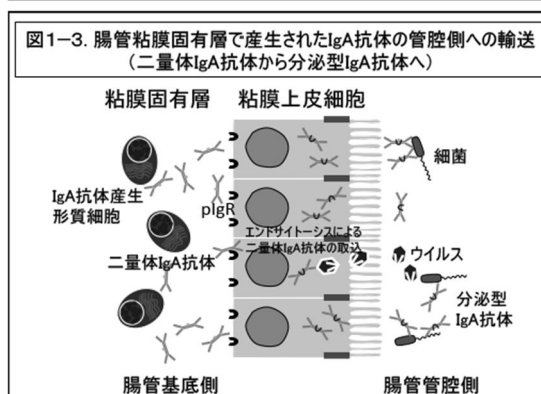 図1−3. 腸管粘膜固有層で産生されたIgA抗体の管腔側への輸送
(二量体IgA抗体から分泌型IgA抗体へ)
粘膜固有層
粘膜上皮細胞
細菌
IgA抗体産生
形質細胞
pIgR
エンドサイトーシスによる
二量体IgA抗体の取込
二量体IgA抗体
ウイルス
分泌型
IgA抗体
腸管基底側
腸管管腔側